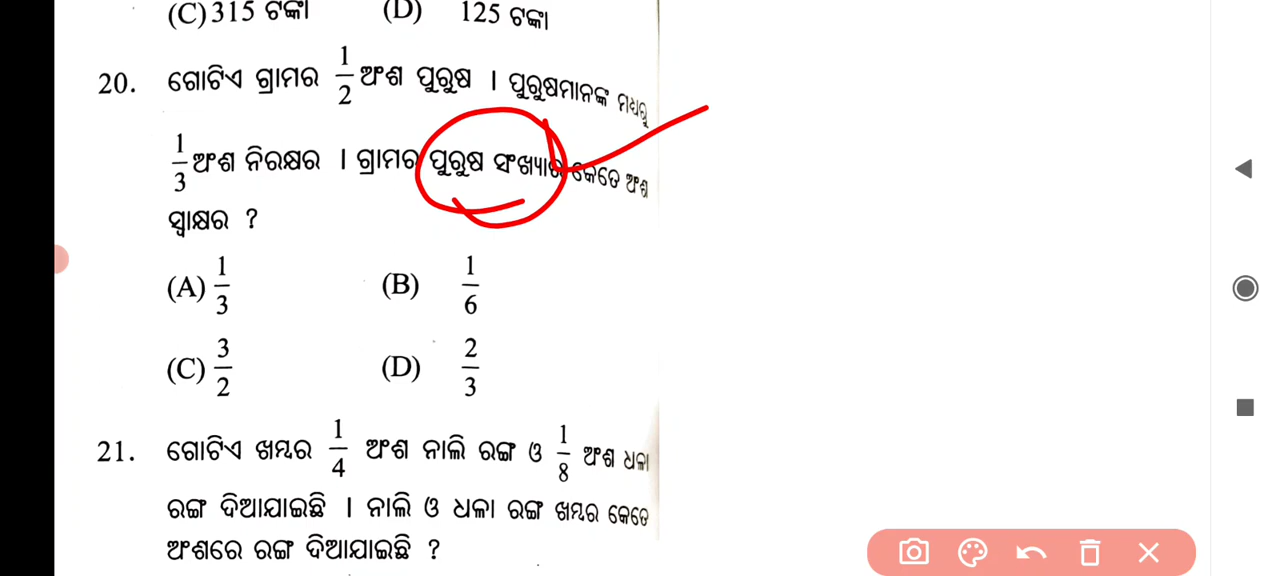 (C) 315 ଟଙ୍କା (D) 125 ଟଙ୍କା
20. ଗୋଟିଏ ଗ୍ରାମର 1/2 ଅଂଶ ପୁରୁଷ । ପୁରୁଷମାନଙ୍କ ମଧ୍ଯରୁ
1/3 ଅଂଶ ନିରକ୍ଷର । ଗ୍ରାମର ପୁରୁଷ ସଂଖ୍ୟାର କେତେ ଅଂଶ
ସ୍ବାକ୍ଷର ?
(A) 1/3 (B) 1/6
(C) 3/2 (D) 2/3
21. ଗୋଟିଏ ଖମ୍ବର 1/4 ଅଂଶ ନାଲି ରଙ୍ଗ ଓ 1/8 ଅଂଶ ଧଳା
ରଙ୍ଗ ଦିଆଯାଇଛି । ନାଲି ଓ ଧଳା ରଙ୍ଗ ଖମ୍ବର କେତେ
ଅଂଶରେ ରଙ୍ଗ ଦିଆଯାଇଛି ?